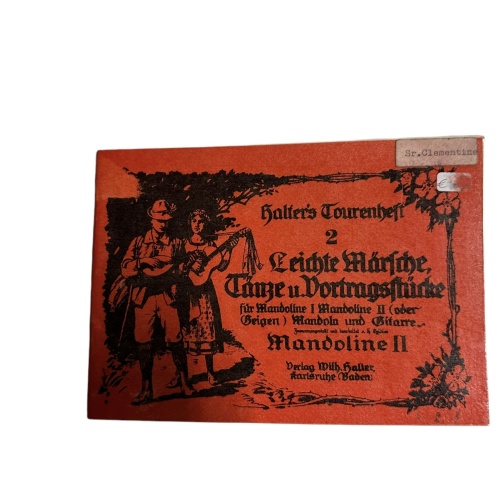 Sr.Clementine
Halter's Tourenheft
2
Leichte Märsche,
Tänze u. Vortragsstücke
für Mandoline I Mandoline II (oder
Geigen) Mandola und Gitarre
Mandoline II
Verlag Wilh. Halter,
Karlsruhe (Baden)